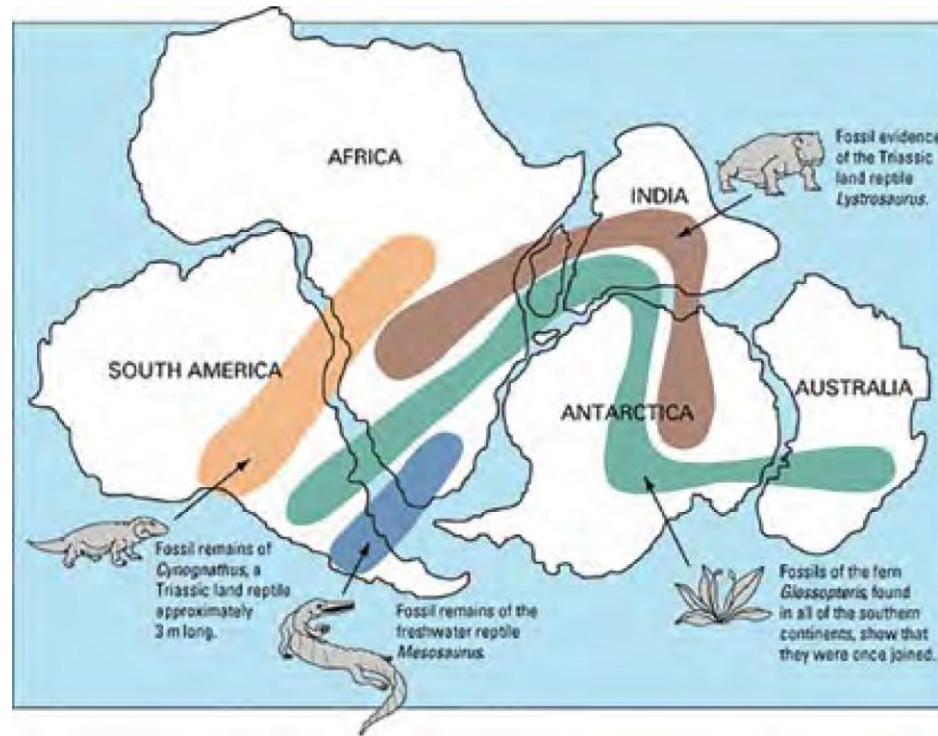 AFRICA
INDIA
Fossil evidence
of the Triassic
land reptile
Lystrosaurus.
SOUTH AMERICA
ANTARCTICA
AUSTRALIA
Fossil remains of
Cynognathus, a
Triassic land reptile
approximately
3 m long.
Fossil remains of the
freshwater reptile
Mesosaurus.
Fossils of the fern
Glossopteris, found
in all of the southern
continents, show that
they were once joined.